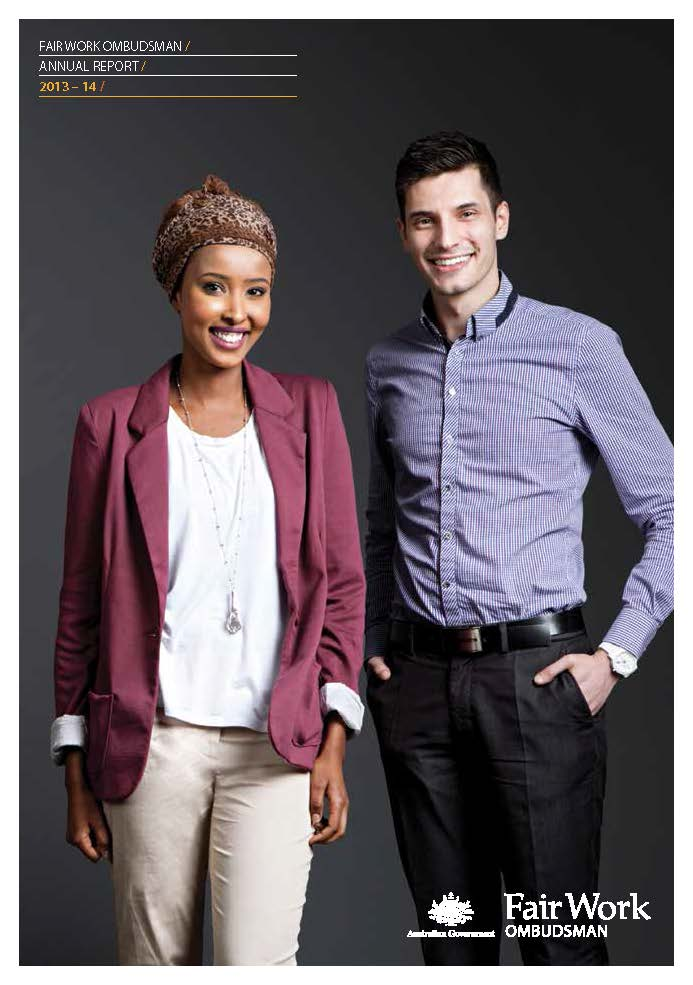 FAIR WORK OMBUDSMAN /
ANNUAL REPORT /
2013 – 14 /
Australian Government
Fair Work
OMBUDSMAN